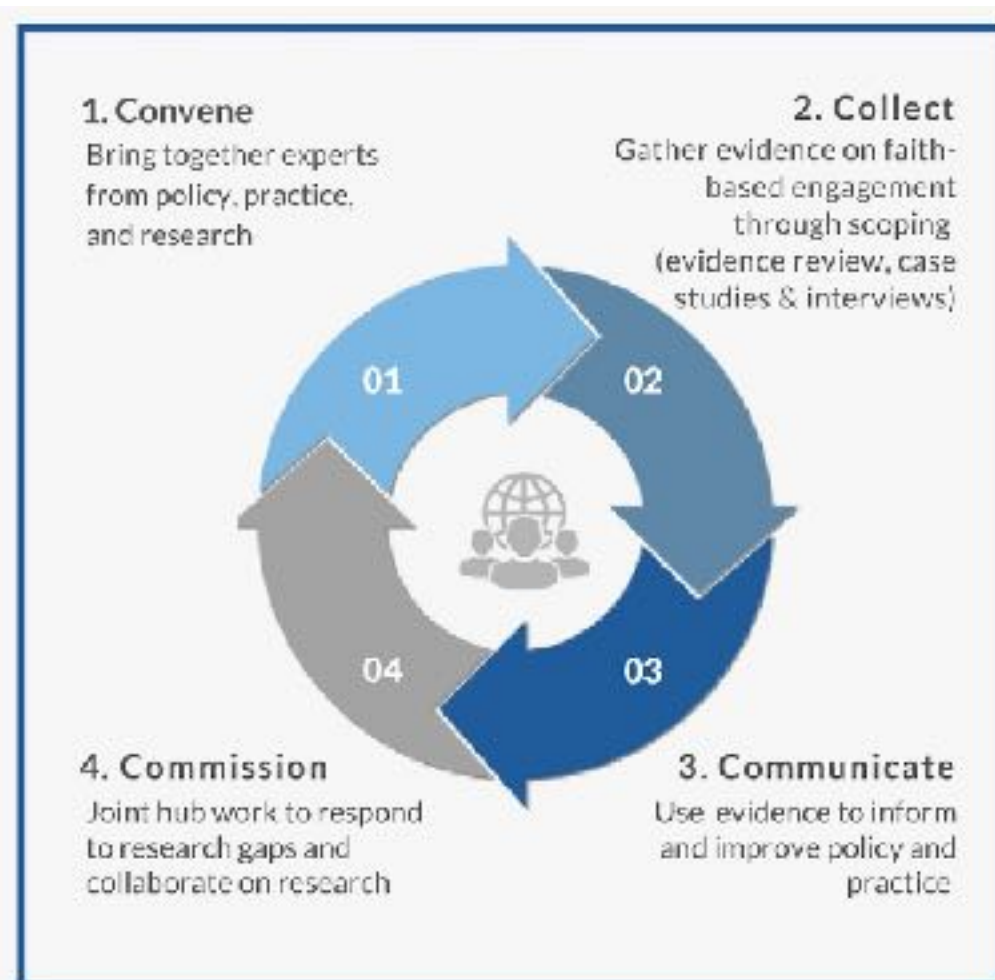 1. Convene
Bring together experts
from policy, practice,
and research
2. Collect
Gather evidence on faith-
based engagement
through scoping
(evidence review, case
studies & interviews)
01
02
03
04
3. Communicate
Use evidence to inform
and improve policy and
practice
4. Commission
Joint hub work to respond
to research gaps and
collaborate on research